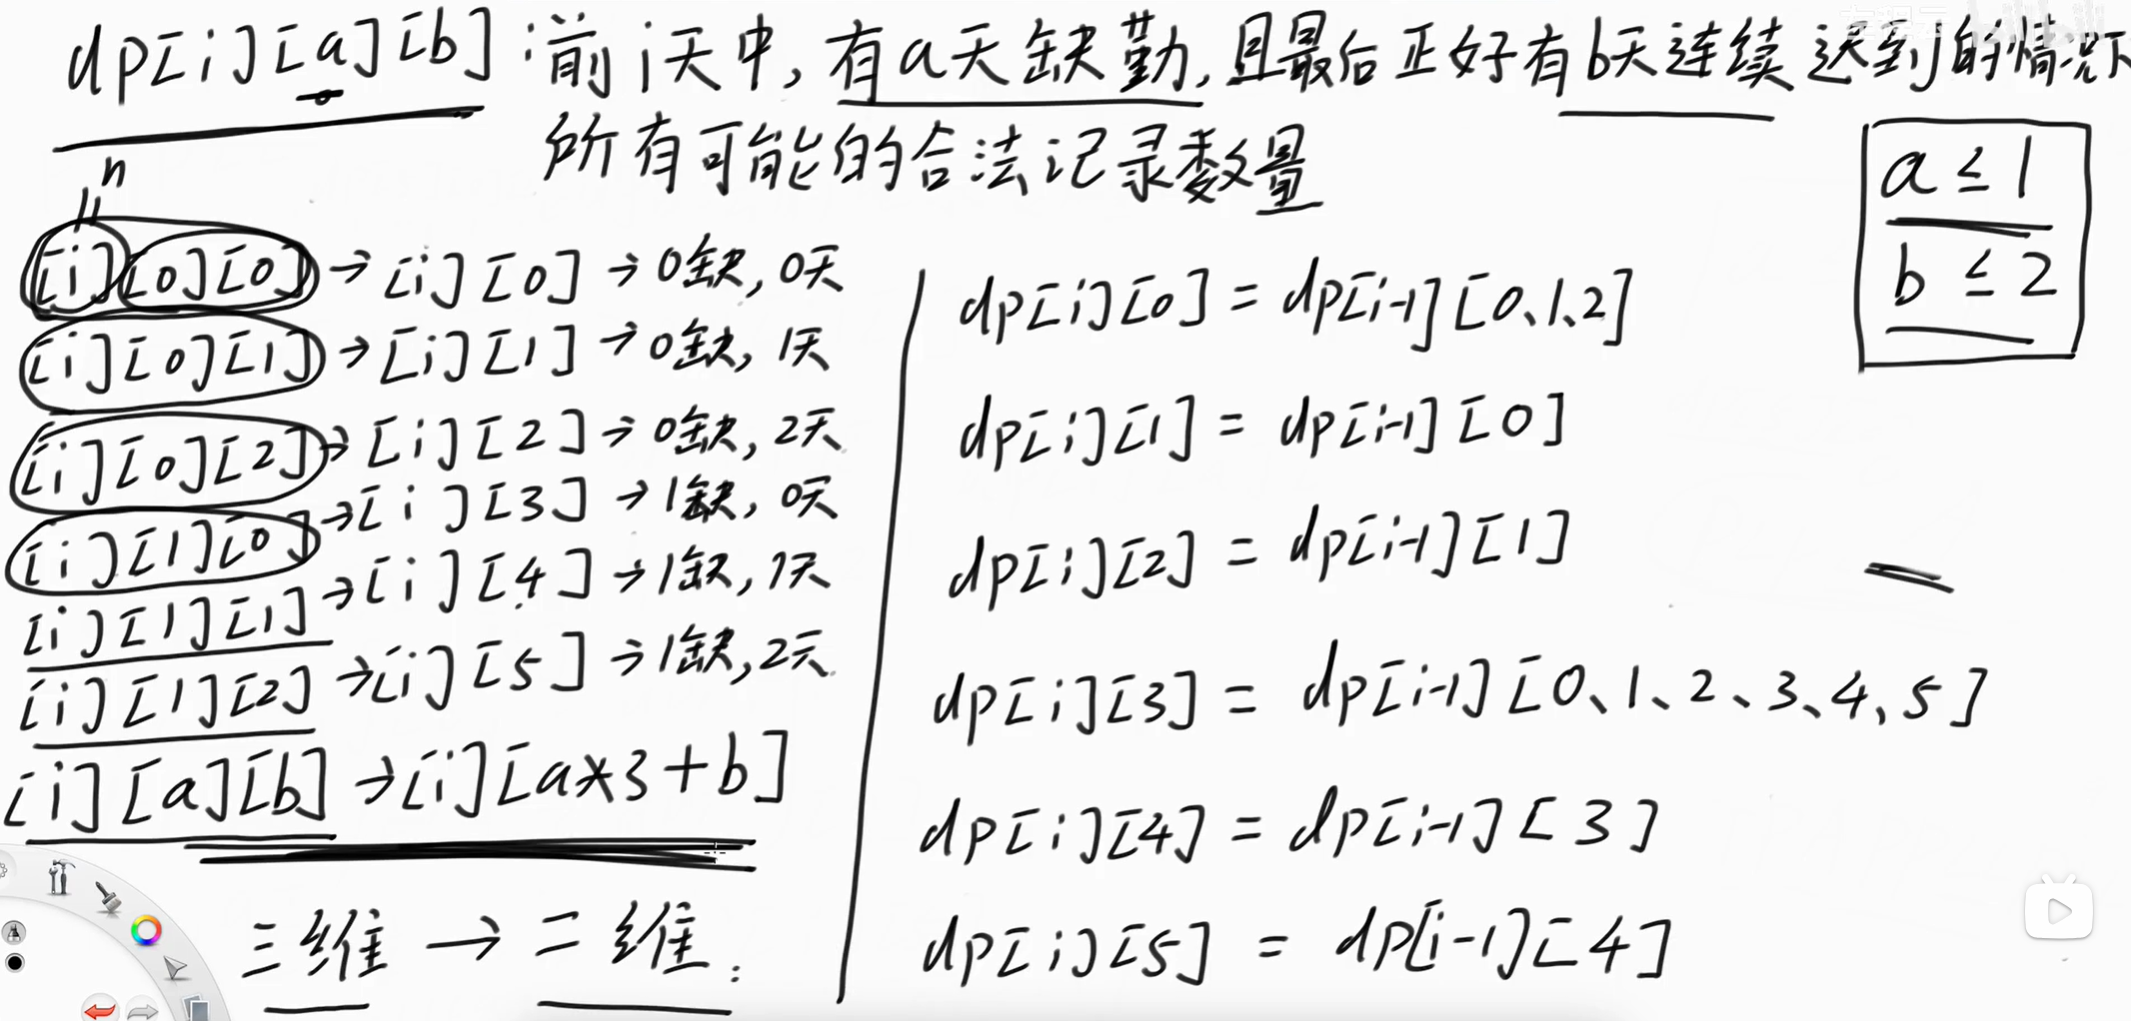 dp[i][a][b]:前i天中,有a天缺勤,且最后正好有b天连续迟到的情况下
所有可能的合法记录数量
a ≤ 1
b ≤ 2
n
[i][0][0] → [i][0] → 0缺,0天
[i][0][1] → [i][1] → 0缺,1天
[i][0][2] → [i][2] → 0缺,2天
[i][1][0] → [i][3] → 1缺,0天
[i][1][1] → [i][4] → 1缺,1天
[i][1][2] → [i][5] → 1缺,2天
[i][a][b] → [i][a*3+b]
三维 → 二维.
dp[i][0] = dp[i-1][0、1、2]
dp[i][1] = dp[i-1][0]
dp[i][2] = dp[i-1][1]
dp[i][3] = dp[i-1][0、1、2、3、4、5]
dp[i][4] = dp[i-1][3]
dp[i][5] = dp[i-1][4]